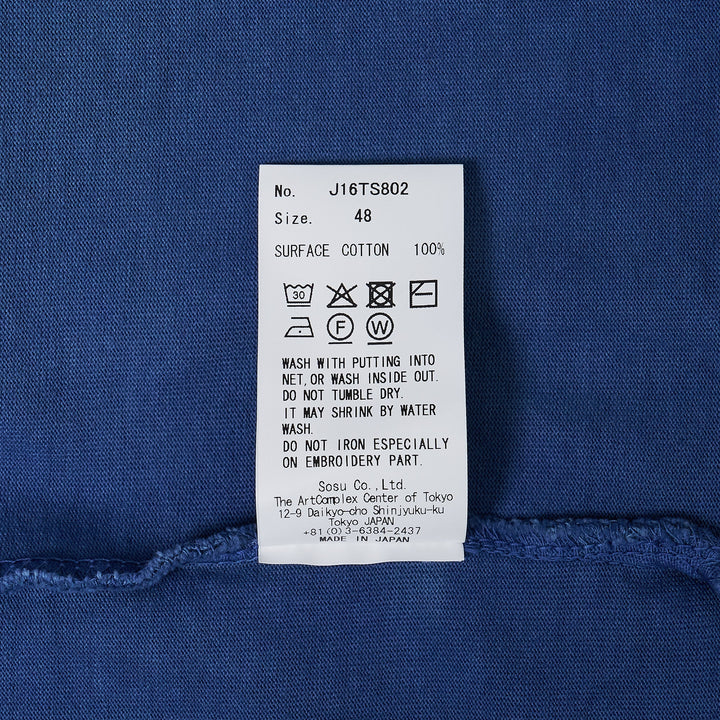 No. J16TS802
Size. 48
SURFACE COTTON 100%
30
F W
WASH WITH PUTTING INTO
NET, OR WASH INSIDE OUT.
DO NOT TUMBLE DRY.
IT MAY SHRINK BY WATER
WASH.
DO NOT IRON ESPECIALLY
ON EMBROIDERY PART.
Sosu Co.,Ltd.
The ArtComplex Center of Tokyo
12-9 Daikyo-cho Shinjyuku-ku
Tokyo JAPAN
+81(0)3-6384-2437
MADE IN JAPAN